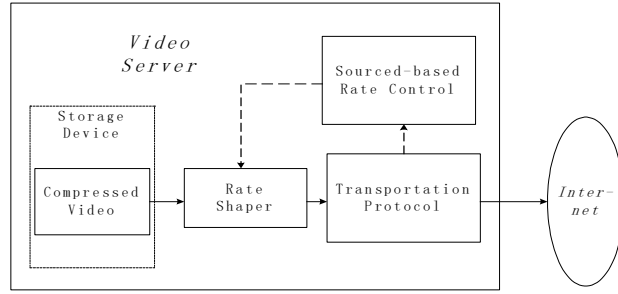 Video
Server
Sourced-based
Rate Control
Storage
Device
Compressed
Video
Rate
Shaper
Transportation
Protocol
Inter-
net